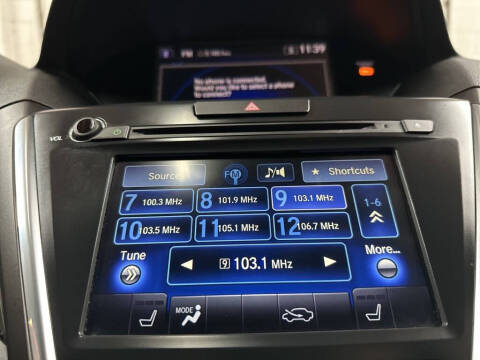 FM
11:39
No phone is connected.
Would you like to select a phone
to connect?
VOL
Source
FM
★ Shortcuts
7 100.3 MHz
8 101.9 MHz
9 103.1 MHz
1-6
10 103.5 MHz
11 105.1 MHz
12 106.7 MHz
Tune
9 103.1 MHz
More...
MODE